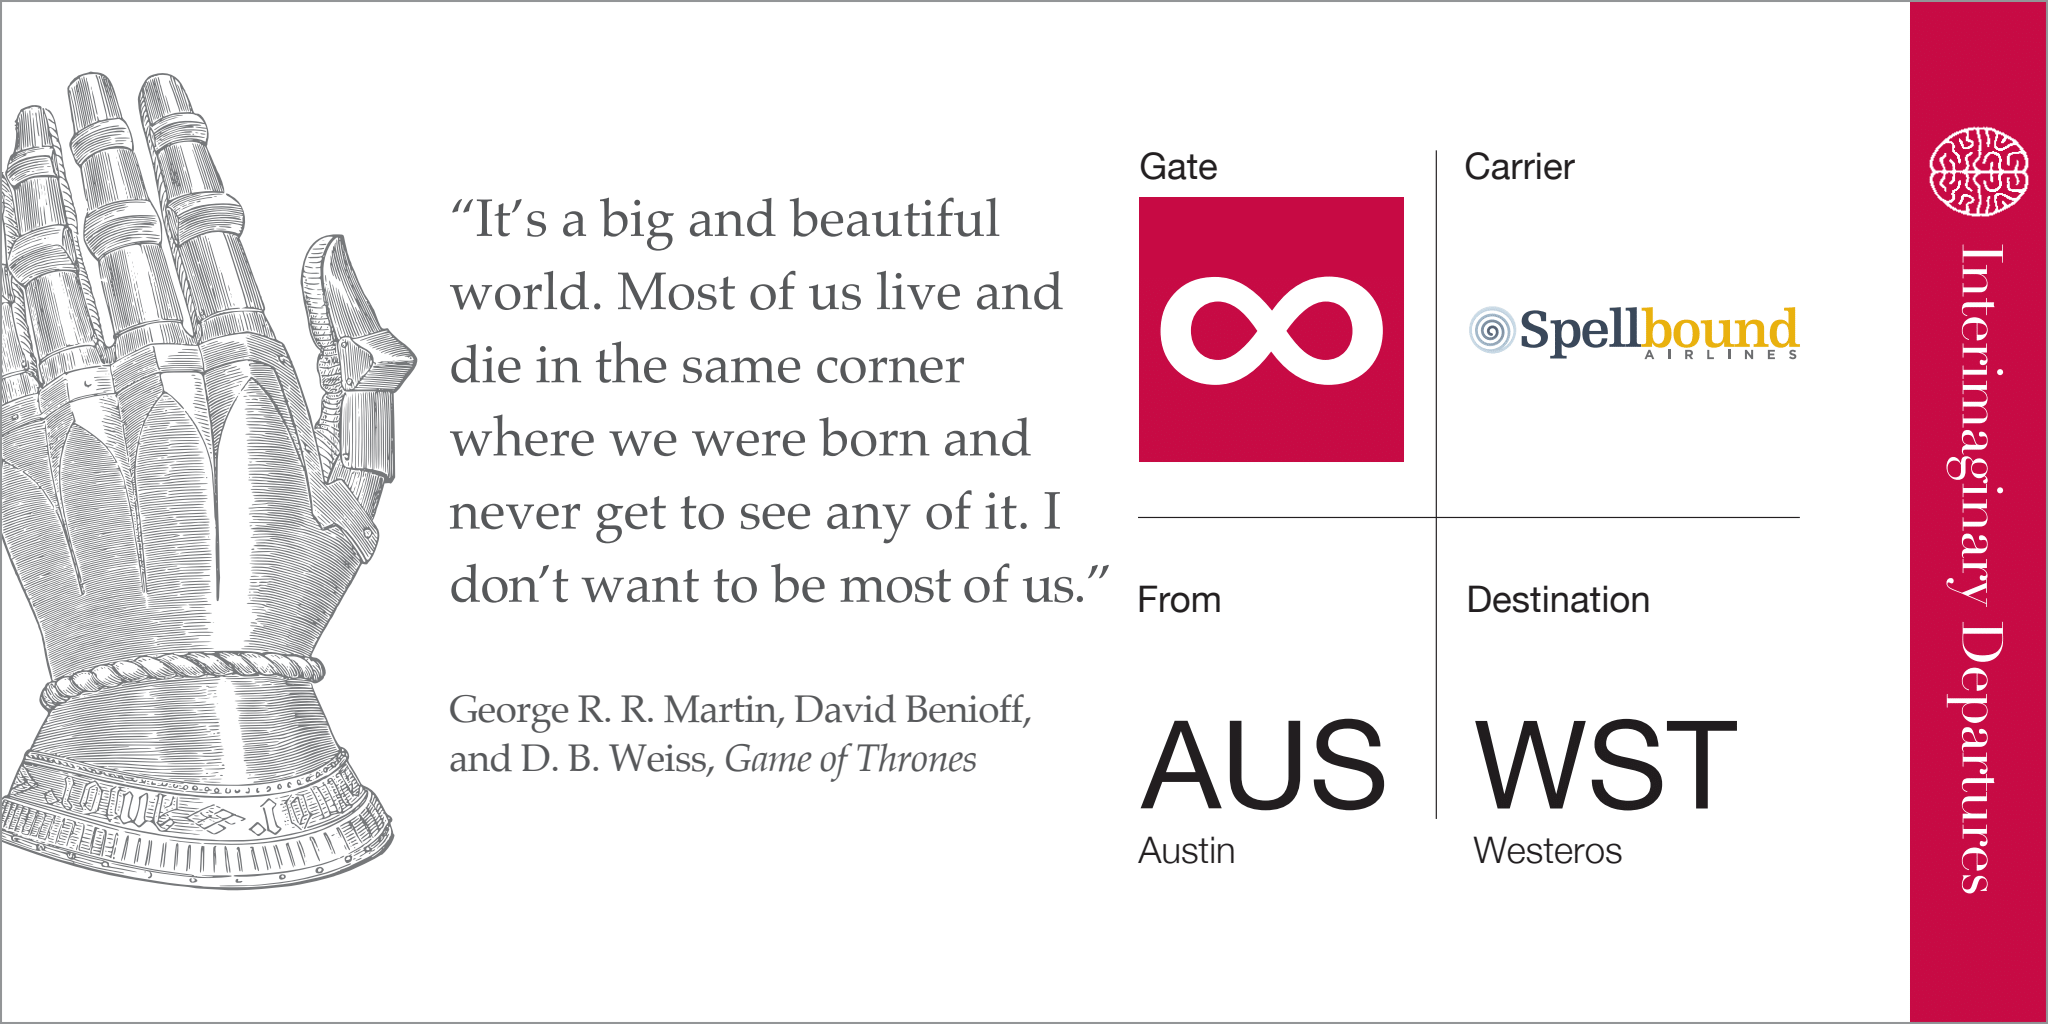 “It’s a big and beautiful
world. Most of us live and
die in the same corner
where we were born and
never get to see any of it. I
don’t want to be most of us.”
George R. R. Martin, David Benioff,
and D. B. Weiss, Game of Thrones
Gate
∞
Carrier
Spellbound
AIRLINES
From
AUS
Austin
Destination
WST
Westeros
Interimaginary Departures